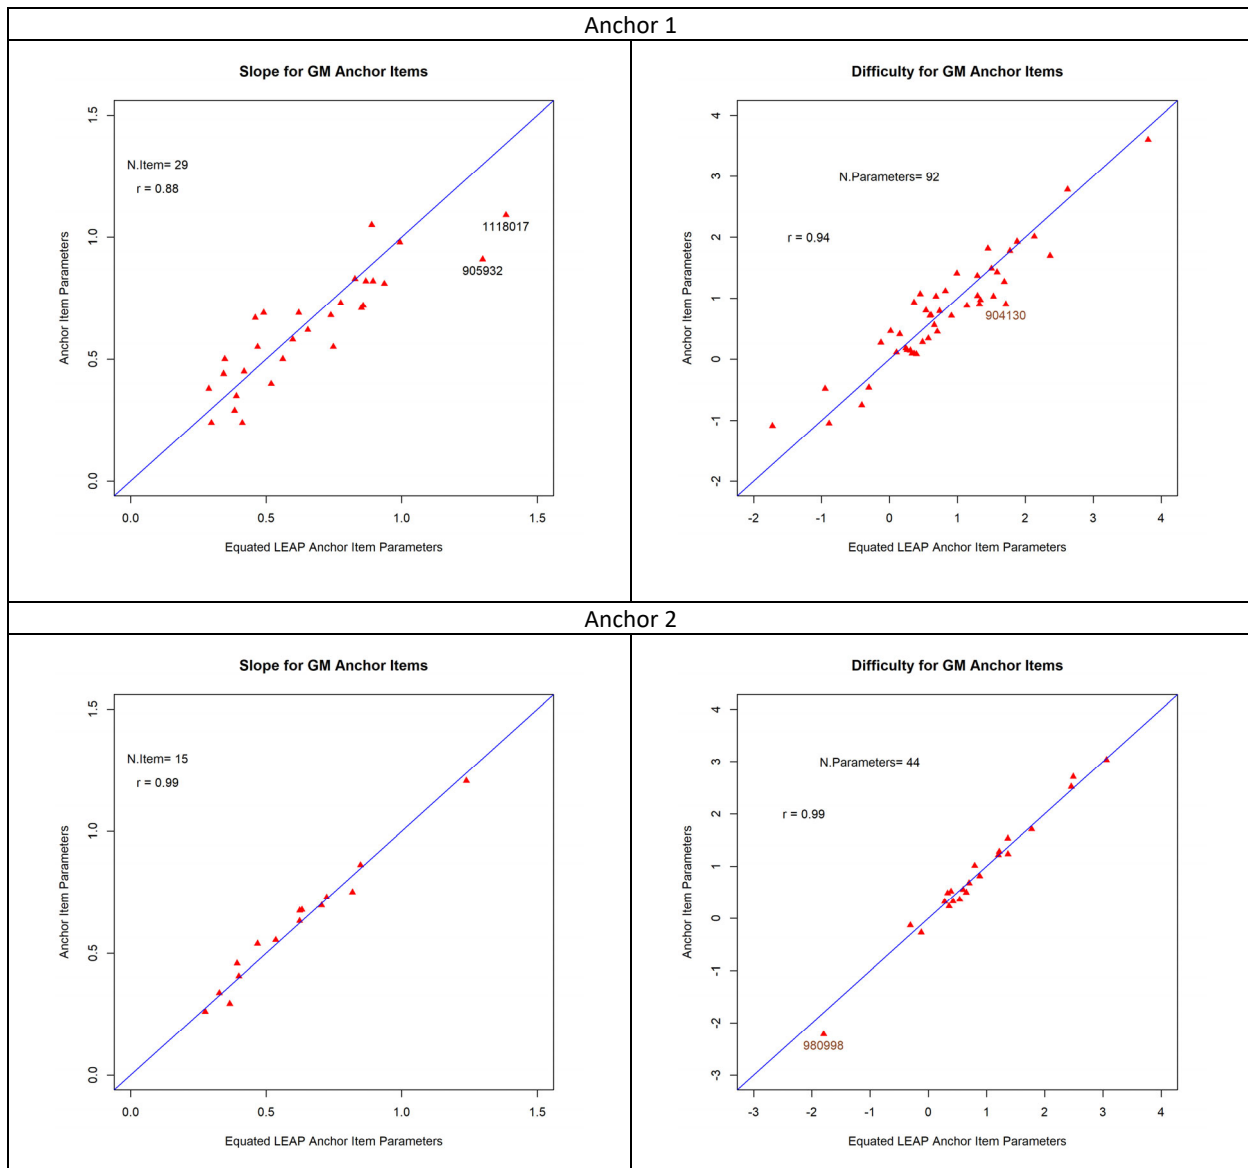 Anchor 1
Slope for GM Anchor Items
1.5
1.0
0.5
0.0
Anchor Item Parameters
N.Item= 29
r = 0.88
1118017
905932
0.0 0.5 1.0 1.5
Equated LEAP Anchor Item Parameters
Difficulty for GM Anchor Items
4
3
2
1
0
-1
-2
Anchor Item Parameters
N.Parameters= 92
r = 0.94
904130
-2 -1 0 1 2 3 4
Equated LEAP Anchor Item Parameters
Anchor 2
Slope for GM Anchor Items
1.5
1.0
0.5
0.0
Anchor Item Parameters
N.Item= 15
r = 0.99
0.0 0.5 1.0 1.5
Equated LEAP Anchor Item Parameters
Difficulty for GM Anchor Items
4
3
2
1
0
-1
-2
-3
Anchor Item Parameters
N.Parameters= 44
r = 0.99
980998
-3 -2 -1 0 1 2 3 4
Equated LEAP Anchor Item Parameters